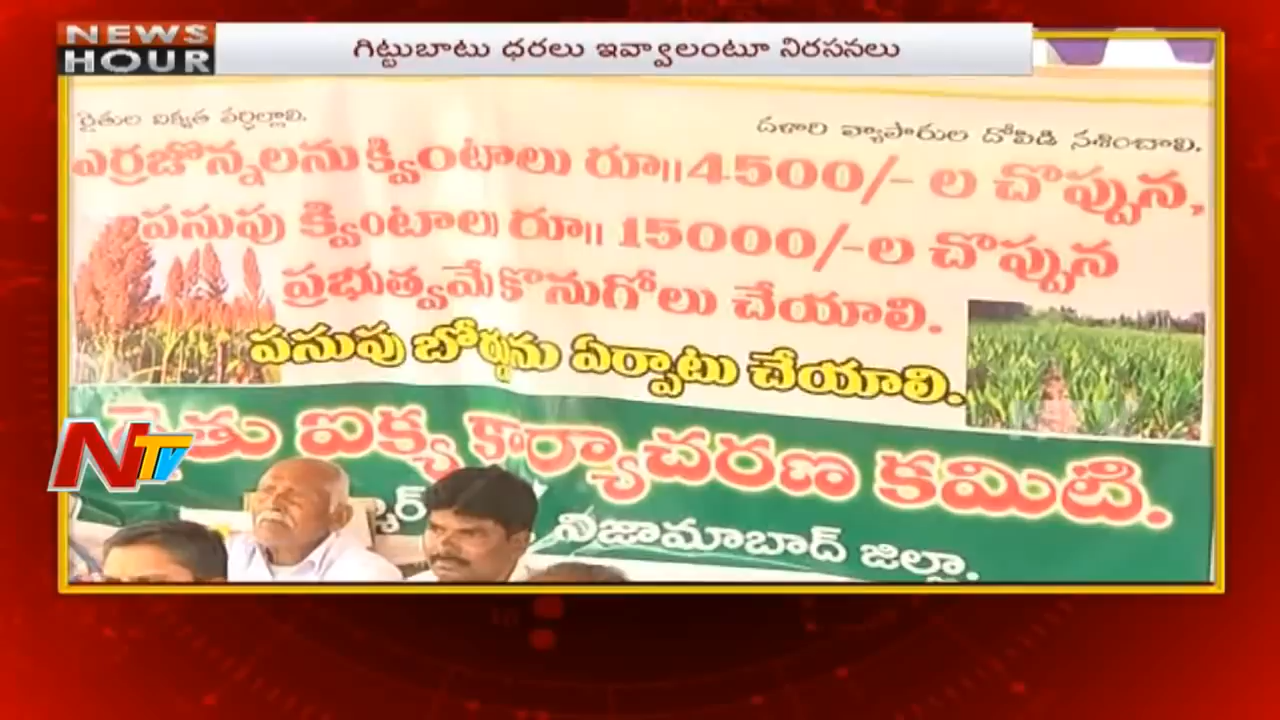 NEWS
HOUR
గిట్టుబాటు ధరలు ఇవ్వాలంటూ నిరసనలు
రైతుల ఐక్యత వర్ధిల్లాలి.
దళారి వ్యాపారుల దోపిడి నశించాలి.
ఎర్రజొన్నలను క్వింటాలు రూ॥4500/- ల చొప్పున,
పసుపు క్వింటాలు రూ॥ 15000/-ల చొప్పున
ప్రభుత్వమే కొనుగోలు చేయాలి.
పసుపు బోర్డును ఏర్పాటు చేయాలి.
NTV
రైతు ఐక్య కార్యాచరణ కమిటి.
నిజామాబాద్ జిల్లా.